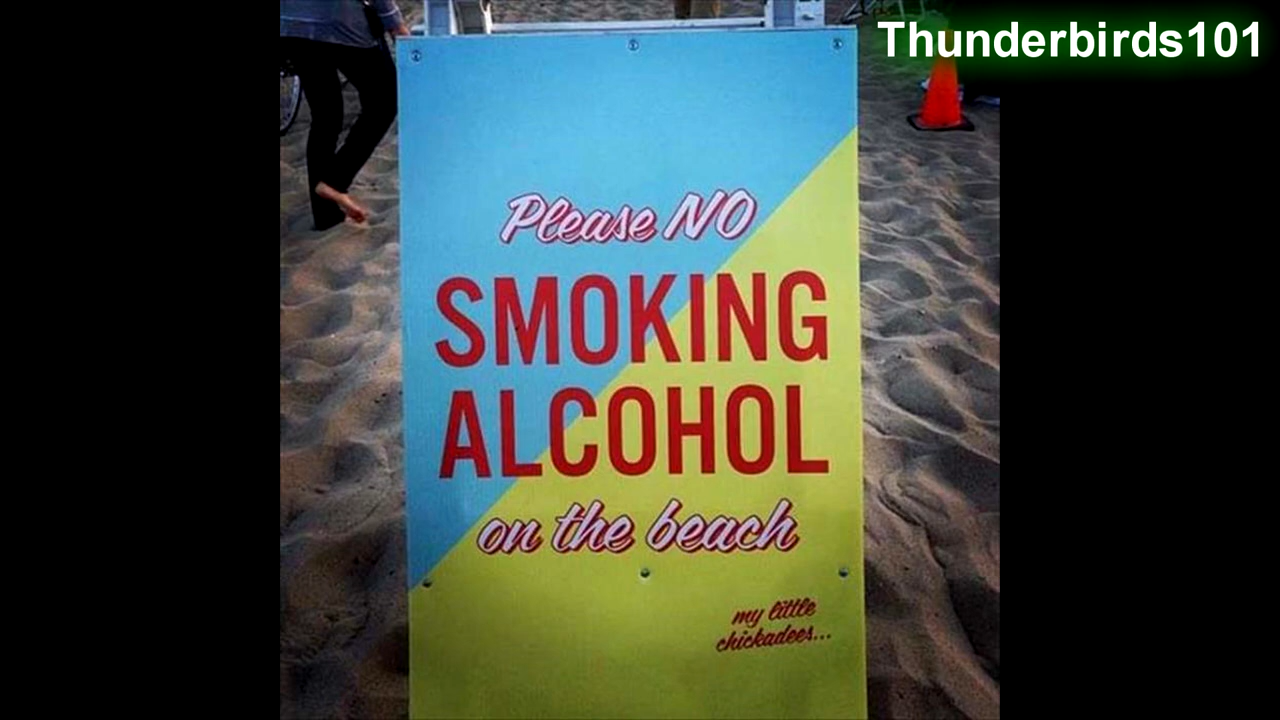 Thunderbirds101
Please NO
SMOKING
ALCOHOL
on the beach
my little
chickadees...